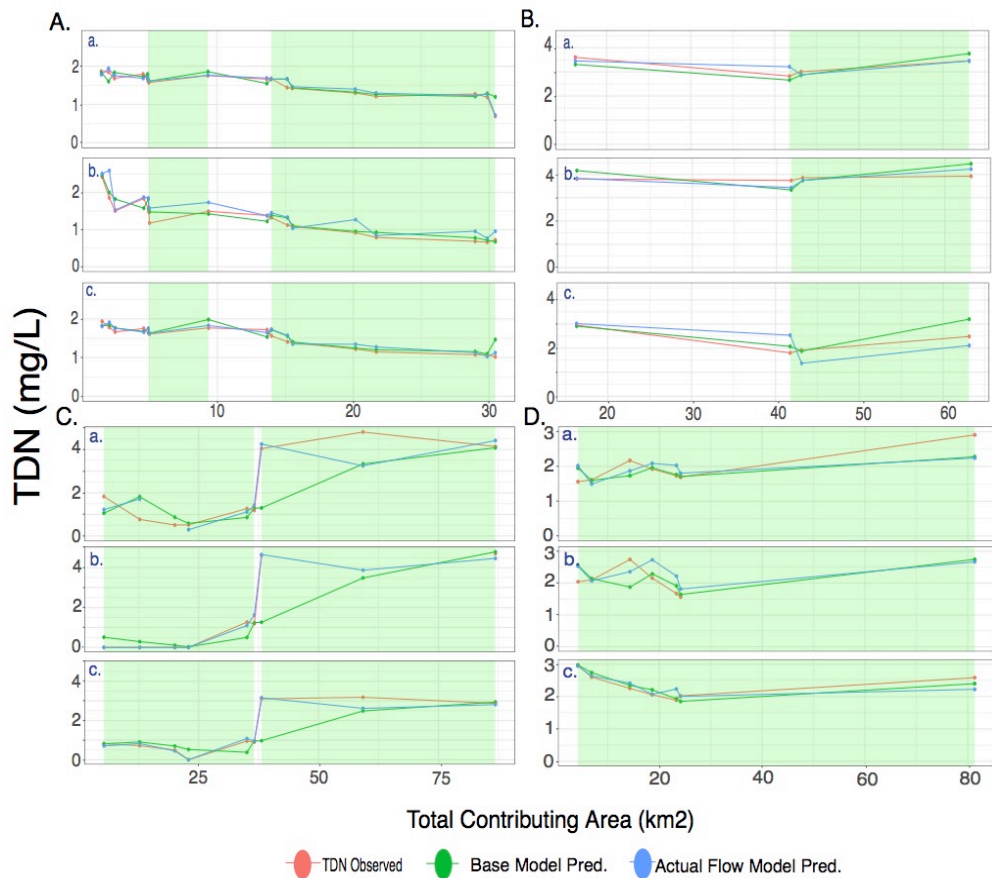 A.
a.
2
1
0
b.
2
1
0
c.
2
1
0
10
20
30
B.
a.
4
2
0
b.
4
2
0
c.
4
2
0
20
30
40
50
60
TDN (mg/L)
C.
a.
4
2
0
b.
4
2
0
c.
4
2
0
25
50
75
D.
a.
3
2
1
0
b
3
2
1
0
c.
3
2
1
0
20
40
60
80
Total Contributing Area (km2)
TDN Observed Base Model Pred. Actual Flow Model Pred.